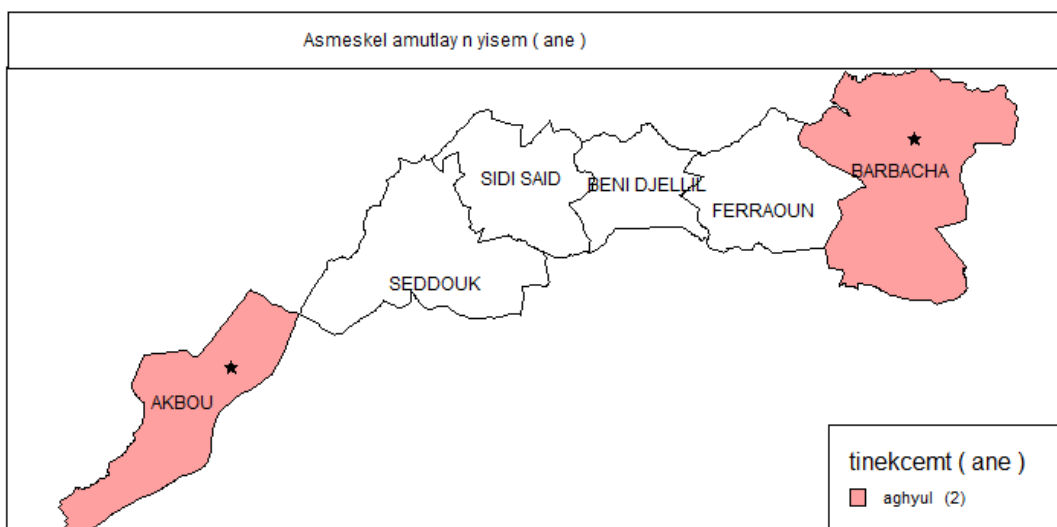 Asmeskel amutlay n yisem ( ane )
BARBACHA
SIDI SAID
BENI DJELLIL
FERRAOUN
SEDDOUK
AKBOU
tinekcemt ( ane )
aghyul (2)